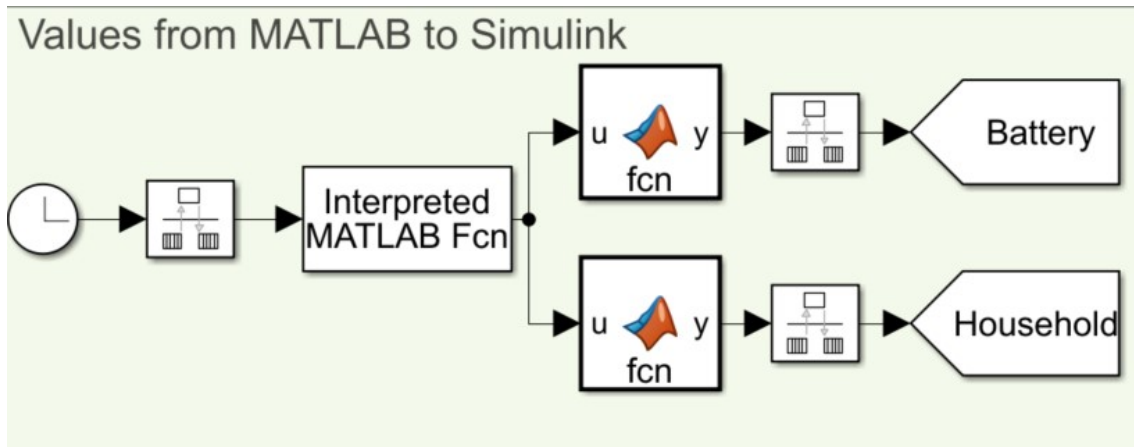 Values from MATLAB to Simulink
u
y
fcn
Battery
Interpreted
MATLAB Fcn
u
y
fcn
Household